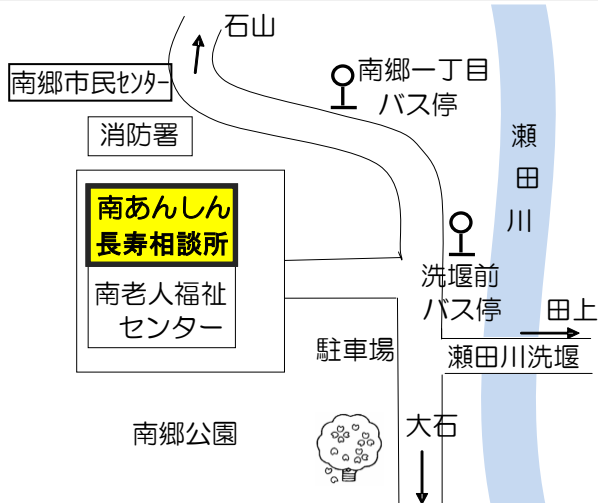 石山
南郷市民センター
南郷一丁目
バス停
消防署
瀬
田
川
南あんしん
長寿相談所
洗堰前
バス停
南老人福祉
センター
田上
駐車場
瀬田川洗堰
南郷公園
大石